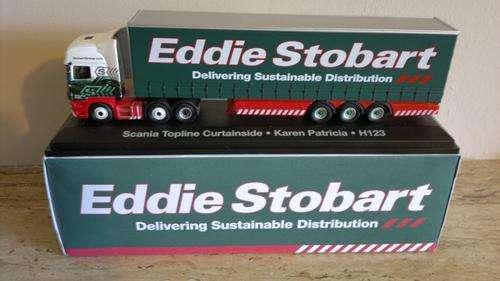 Eddie Stobart
Delivering Sustainable Distribution
Scania Topline Curtainside • Karen Patricia • H123
Eddie Stobart
Delivering Sustainable Distribution